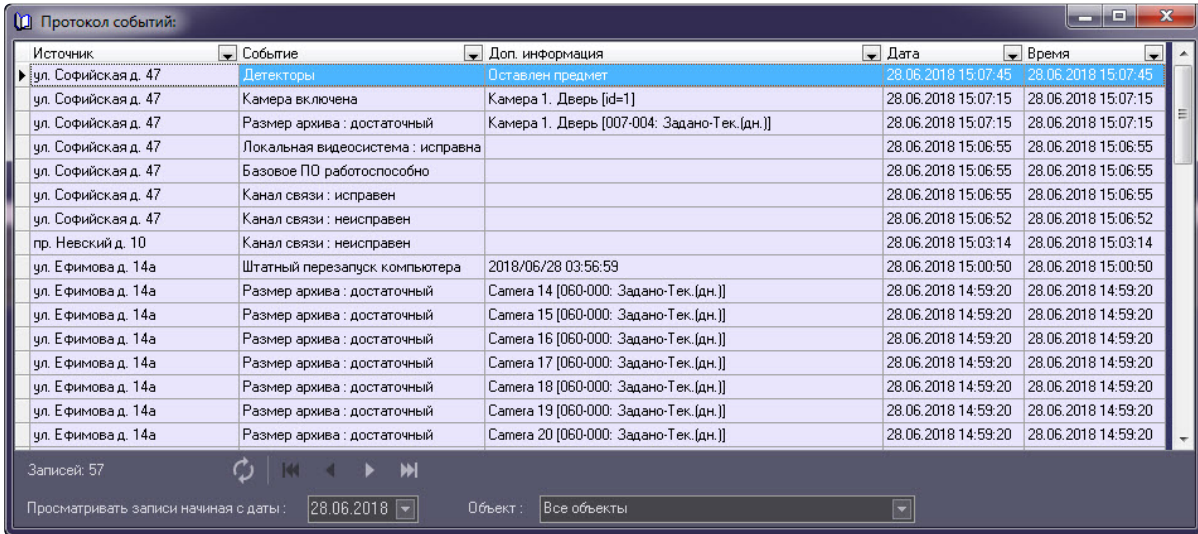 Протокол событий:
Источник Событие Доп. информация Дата Время
ул. Софийская д. 47 Детекторы Оставлен предмет 28.06.2018 15:07:45 28.06.2018 15:07:45
ул. Софийская д. 47 Камера включена Камера 1. Дверь [id=1] 28.06.2018 15:07:15 28.06.2018 15:07:15
ул. Софийская д. 47 Размер архива : достаточный Камера 1. Дверь [007-004: Задано-Тек.(дн.)] 28.06.2018 15:07:15 28.06.2018 15:07:15
ул. Софийская д. 47 Локальная видеосистема : исправна 28.06.2018 15:06:55 28.06.2018 15:06:55
ул. Софийская д. 47 Базовое ПО работоспособно 28.06.2018 15:06:55 28.06.2018 15:06:55
ул. Софийская д. 47 Канал связи : исправен 28.06.2018 15:06:55 28.06.2018 15:06:55
ул. Софийская д. 47 Канал связи : неисправен 28.06.2018 15:06:52 28.06.2018 15:06:52
пр. Невский д. 10 Канал связи : неисправен 28.06.2018 15:03:14 28.06.2018 15:03:14
ул. Ефимова д. 14а Штатный перезапуск компьютера 2018/06/28 03:56:59 28.06.2018 15:00:50 28.06.2018 15:00:50
ул. Ефимова д. 14а Размер архива : достаточный Camera 14 [060-000: Задано-Тек.(дн.)] 28.06.2018 14:59:20 28.06.2018 14:59:20
ул. Ефимова д. 14а Размер архива : достаточный Camera 15 [060-000: Задано-Тек.(дн.)] 28.06.2018 14:59:20 28.06.2018 14:59:20
ул. Ефимова д. 14а Размер архива : достаточный Camera 16 [060-000: Задано-Тек.(дн.)] 28.06.2018 14:59:20 28.06.2018 14:59:20
ул. Ефимова д. 14а Размер архива : достаточный Camera 17 [060-000: Задано-Тек.(дн.)] 28.06.2018 14:59:20 28.06.2018 14:59:20
ул. Ефимова д. 14а Размер архива : достаточный Camera 18 [060-000: Задано-Тек.(дн.)] 28.06.2018 14:59:20 28.06.2018 14:59:20
ул. Ефимова д. 14а Размер архива : достаточный Camera 19 [060-000: Задано-Тек.(дн.)] 28.06.2018 14:59:20 28.06.2018 14:59:20
ул. Ефимова д. 14а Размер архива : достаточный Camera 20 [060-000: Задано-Тек.(дн.)] 28.06.2018 14:59:20 28.06.2018 14:59:20
Записей: 57
Просматривать записи начиная с даты : 28.06.2018 Объект : Все объекты